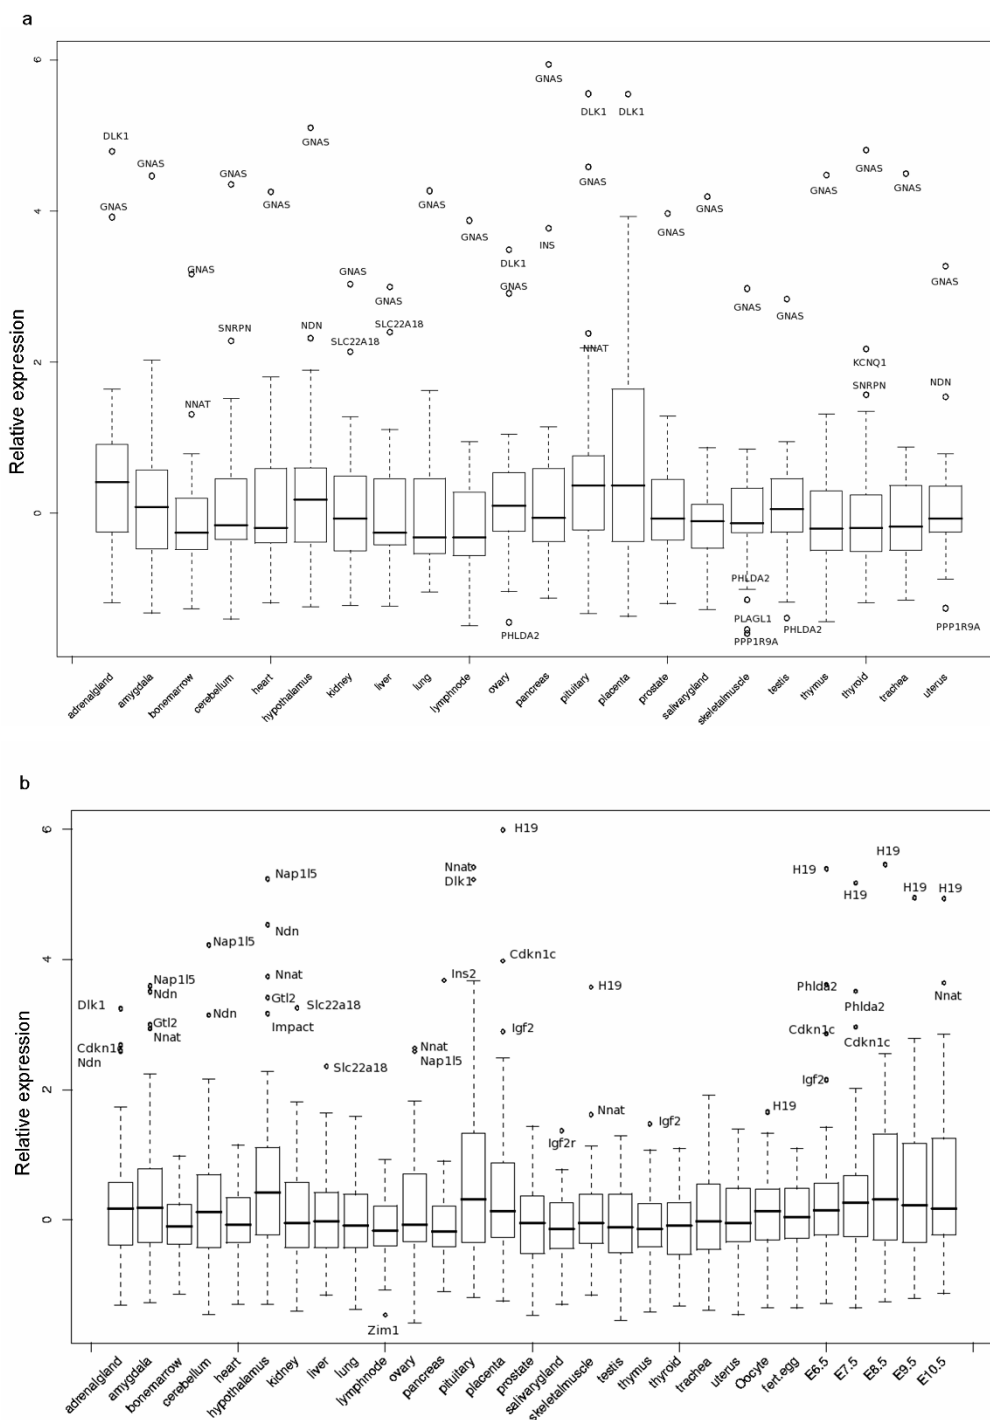 a
Relative expression
6
4
2
0
DLK1
GNAS
GNAS
GNAS
NNAT
GNAS
SNRPN
GNAS
GNAS
NDN
GNAS
SLC22A18
GNAS
SLC22A18
GNAS
GNAS
DLK1
GNAS
PHLDA2
GNAS
INS
DLK1
GNAS
NNAT
DLK1
GNAS
GNAS
GNAS
PHLDA2
PLAGL1
PPP1R9A
GNAS
PHLDA2
GNAS
GNAS
KCNQ1
SNRPN
GNAS
GNAS
NDN
PPP1R9A
adrenalgland
amygdala
bonemarrow
cerebellum
heart
hypothalamus
kidney
liver
lung
lymphnode
ovary
pancreas
pituitary
placenta
prostate
salivarygland
skeletalmuscle
testis
thymus
thyroid
trachea
uterus
b
Relative expression
6
4
2
0
Dlk1
Cdkn1c
Ndn
Nap1l5
Ndn
Gtl2
Nnat
Nap1l5
Ndn
Nap1l5
Ndn
Nnat
Gtl2
Impact
Slc22a18
Slc22a18
Zim1
Nnat
Nap1l5
Ins2
Nnat
Dlk1
H19
Cdkn1c
Igf2
Igf2r
H19
Nnat
Igf2
H19
H19
Phlda2
Cdkn1c
Igf2
H19
Phlda2
Cdkn1c
H19
H19
H19
Nnat
adrenalgland
amygdala
bonemarrow
cerebellum
heart
hypothalamus
kidney
liver
lung
lymphnode
ovary
pancreas
pituitary
placenta
prostate
salivarygland
skeletalmuscle
testis
thymus
thyroid
trachea
uterus
Oocyte
fert.egg
E6.5
E7.5
E8.5
E9.5
E10.5